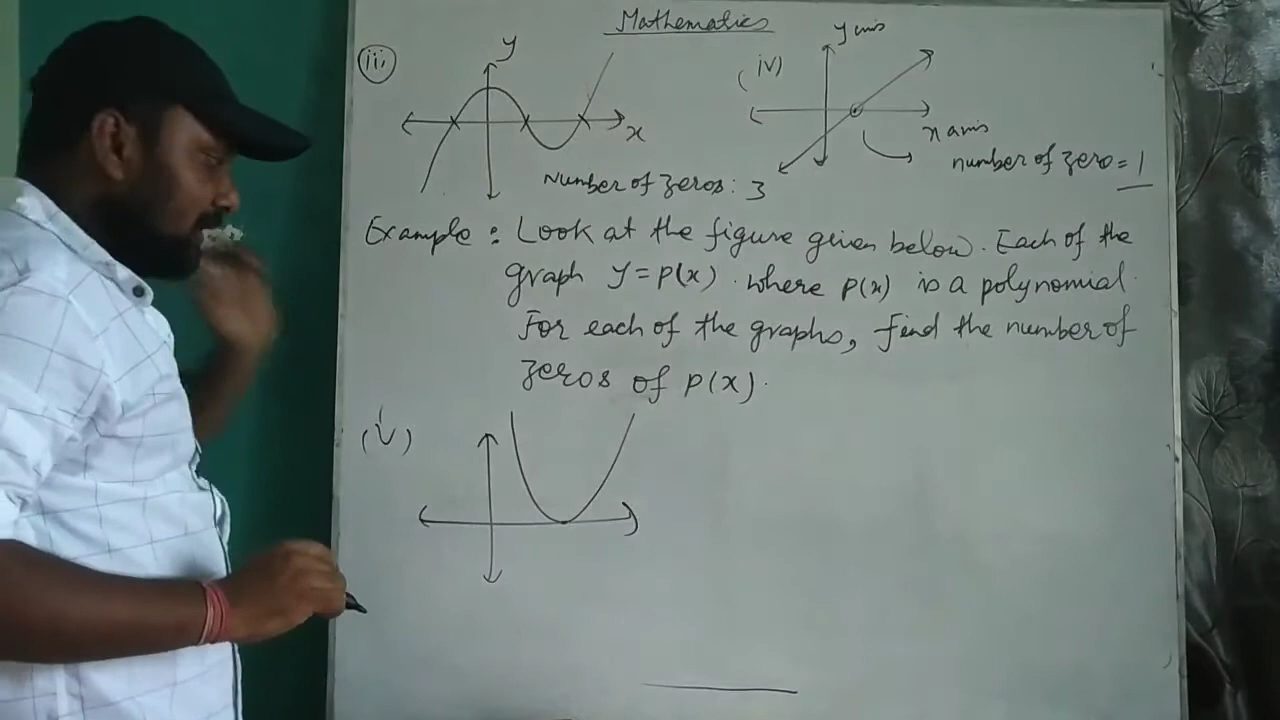 Mathematics
(iii)
y
x
Number of zeros: 3
(iv)
y axis
x axis
number of zero = 1
Example: Look at the figure given below. Each of the
graph y = p(x). where p(x) is a polynomial.
For each of the graphs, find the number of
zeros of p(x).
(i)